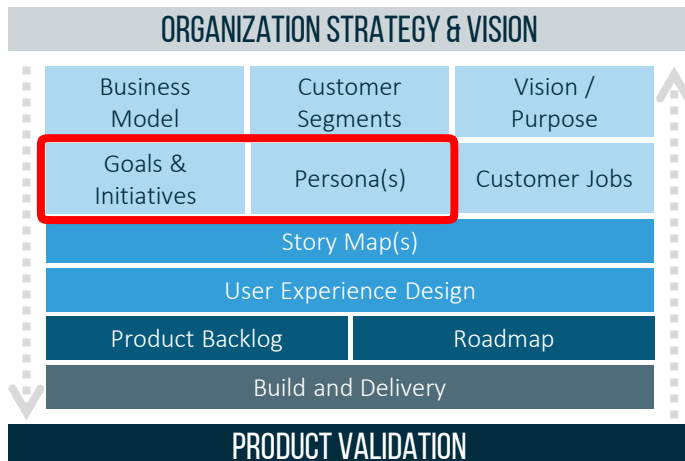 ORGANIZATION STRATEGY & VISION
Business
Model
Customer
Segments
Vision /
Purpose
Goals &
Initiatives
Persona(s)
Customer Jobs
Story Map(s)
User Experience Design
Product Backlog
Roadmap
Build and Delivery
PRODUCT VALIDATION